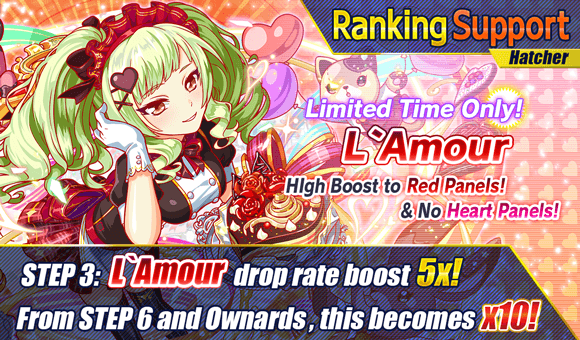 Ranking Support
Hatcher
Limited Time Only!
L`Amour
HIgh Boost to Red Panels!
& No Heart Panels!
STEP 3: L`Amour drop rate boost 5x!
From STEP 6 and Ownards, this becomes x10!